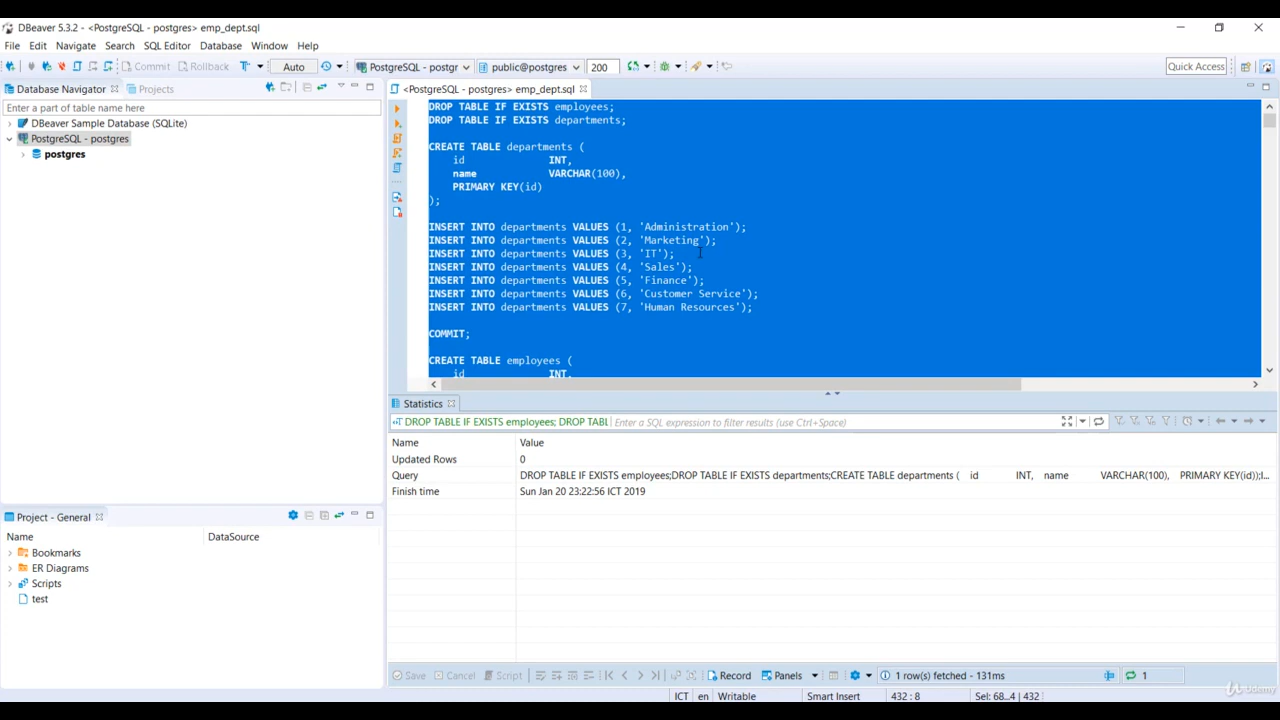 DBeaver 5.3.2 - <PostgreSQL - postgres> emp_dept.sql
File Edit Navigate Search SQL Editor Database Window Help
Commit Rollback Auto PostgreSQL - postgr public@postgres 200 Quick Access
Database Navigator Projects
Enter a part of table name here
DBeaver Sample Database (SQLite)
PostgreSQL - postgres
postgres
<PostgreSQL - postgres> emp_dept.sql
DROP TABLE IF EXISTS employees;
DROP TABLE IF EXISTS departments;
CREATE TABLE departments (
id INT,
name VARCHAR(100),
PRIMARY KEY(id)
);
INSERT INTO departments VALUES (1, 'Administration');
INSERT INTO departments VALUES (2, 'Marketing');
INSERT INTO departments VALUES (3, 'IT');
INSERT INTO departments VALUES (4, 'Sales');
INSERT INTO departments VALUES (5, 'Finance');
INSERT INTO departments VALUES (6, 'Customer Service');
INSERT INTO departments VALUES (7, 'Human Resources');
COMMIT;
CREATE TABLE employees (
id INT,
Statistics
DROP TABLE IF EXISTS employees; DROP TABL Enter a SQL expression to filter results (use Ctrl+Space)
Name Value
Updated Rows 0
Query DROP TABLE IF EXISTS employees;DROP TABLE IF EXISTS departments;CREATE TABLE departments ( id INT, name VARCHAR(100), PRIMARY KEY(id));I...
Finish time Sun Jan 20 23:22:56 ICT 2019
Project - General
Name DataSource
Bookmarks
ER Diagrams
Scripts
test
Save Cancel Script Record Panels 1 row(s) fetched - 131ms 1
ICT en Writable Smart Insert 432 : 8 Sel: 68...4 | 432
Udemy